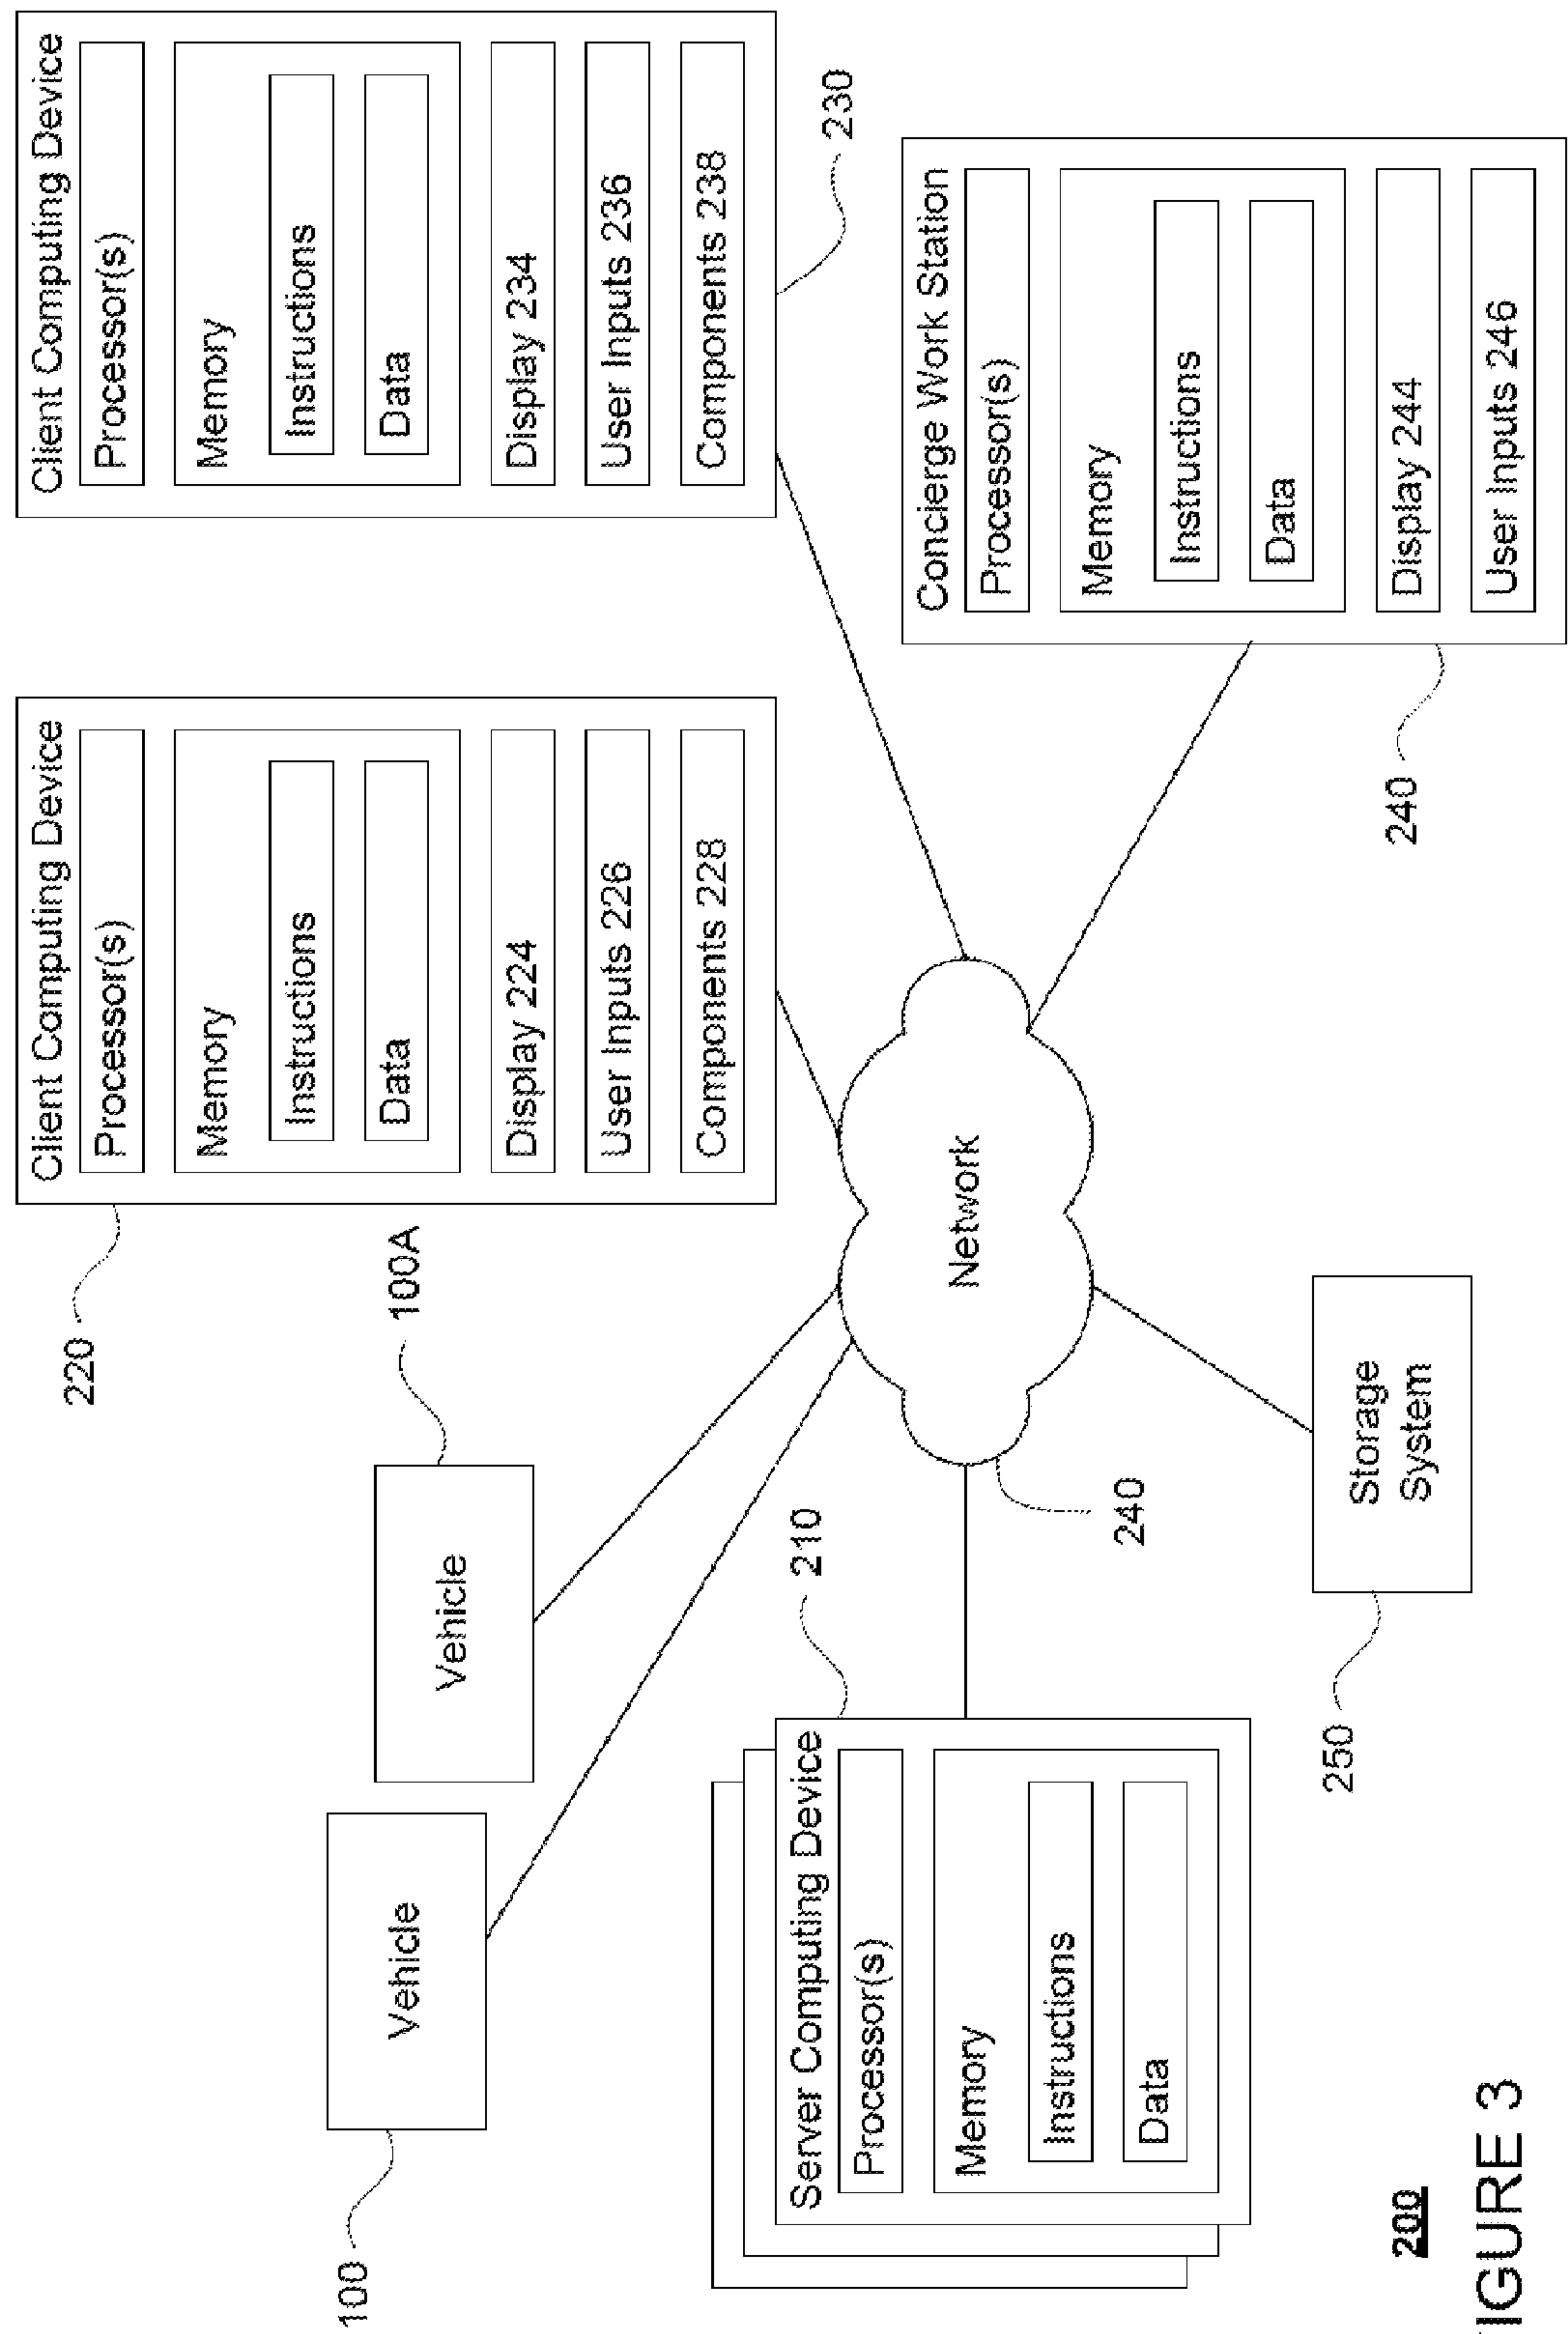 100
Vehicle
100A
Vehicle
220
Client Computing Device
Processor(s)
Memory
Instructions
Data
Display 224
User Inputs 226
Components 228
Client Computing Device
Processor(s)
Memory
Instructions
Data
Display 234
User Inputs 236
Components 238
230
210
Server Computing Device
Processor(s)
Memory
Instructions
Data
Network
240
Concierge Work Station
Processor(s)
Memory
Instructions
Data
Display 244
User Inputs 246
240
250
Storage
System
200
IGURE 3